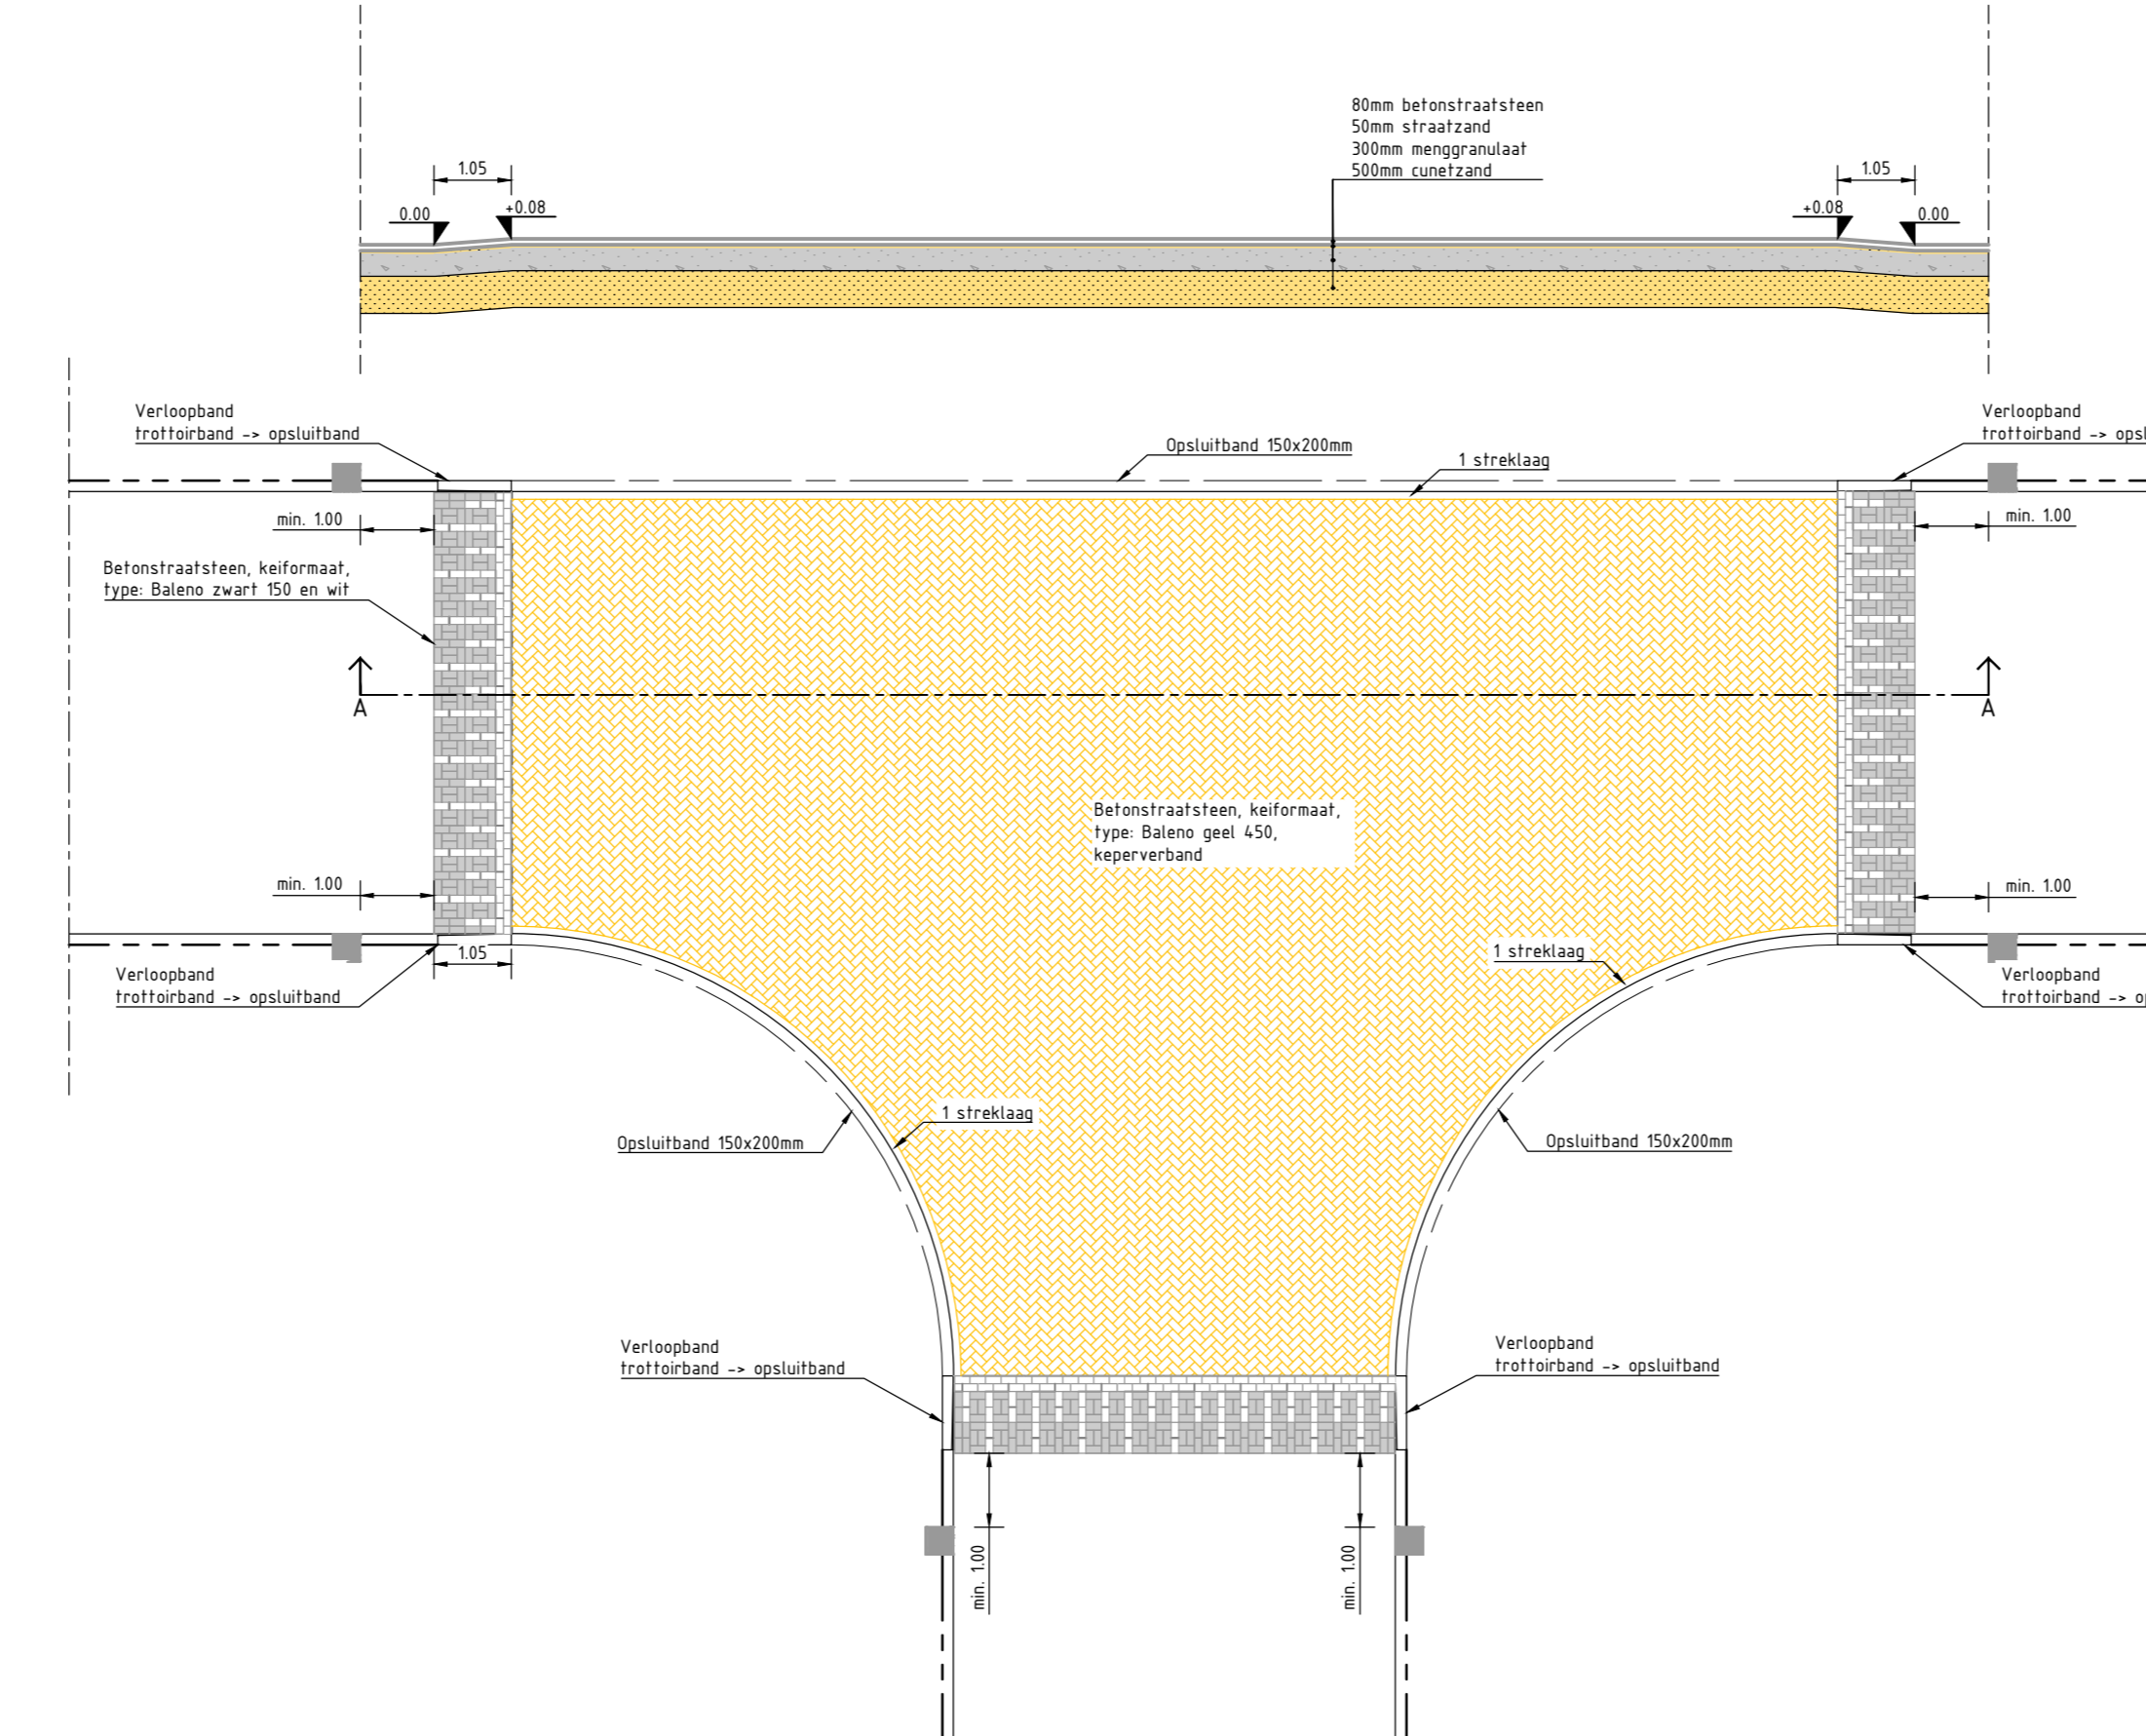 80mm betonstraatsteen
50mm straatzand
300mm menggranulaat
500mm cunetzand
1.05
1.05
0.00
+0.08
+0.08
0.00
Verloopband
trottoirband -> opsluitband
Opsluitband 150x200mm
1 streklaag
Verloopband
trottoirband -> opsl
min. 1.00
min. 1.00
Betonstraatsteen, keiformaat,
type: Baleno zwart 150 en wit
A
A
Betonstraatsteen, keiformaat,
type: Baleno geel 450,
keperverband
min. 1.00
min. 1.00
1.05
1 streklaag
Verloopband
trottoirband -> opsluitband
Verloopband
trottoirband -> op
1 streklaag
Opsluitband 150x200mm
Opsluitband 150x200mm
Verloopband
trottoirband -> opsluitband
Verloopband
trottoirband -> opsluitband
min. 1.00
min. 1.00